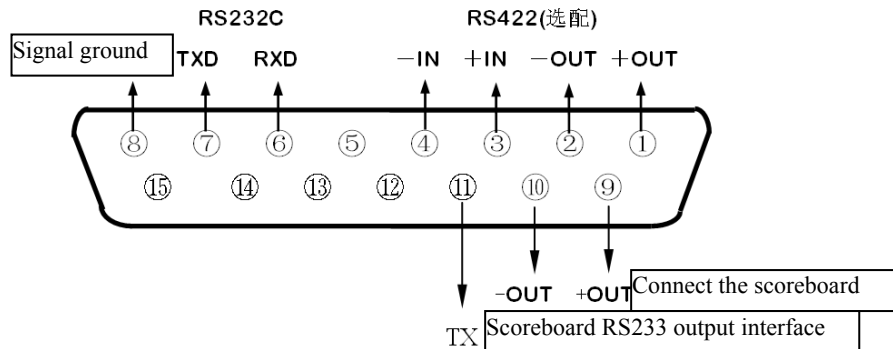 RS232C RS422(选配)
Signal ground TXD RXD －IN ＋IN －OUT ＋OUT
⑧ ⑦ ⑥ ⑤ ④ ③ ② ①
⑮ ⑭ ⑬ ⑫ ⑪ ⑩ ⑨
-OUT +OUT Connect the scoreboard
TX Scoreboard RS233 output interface